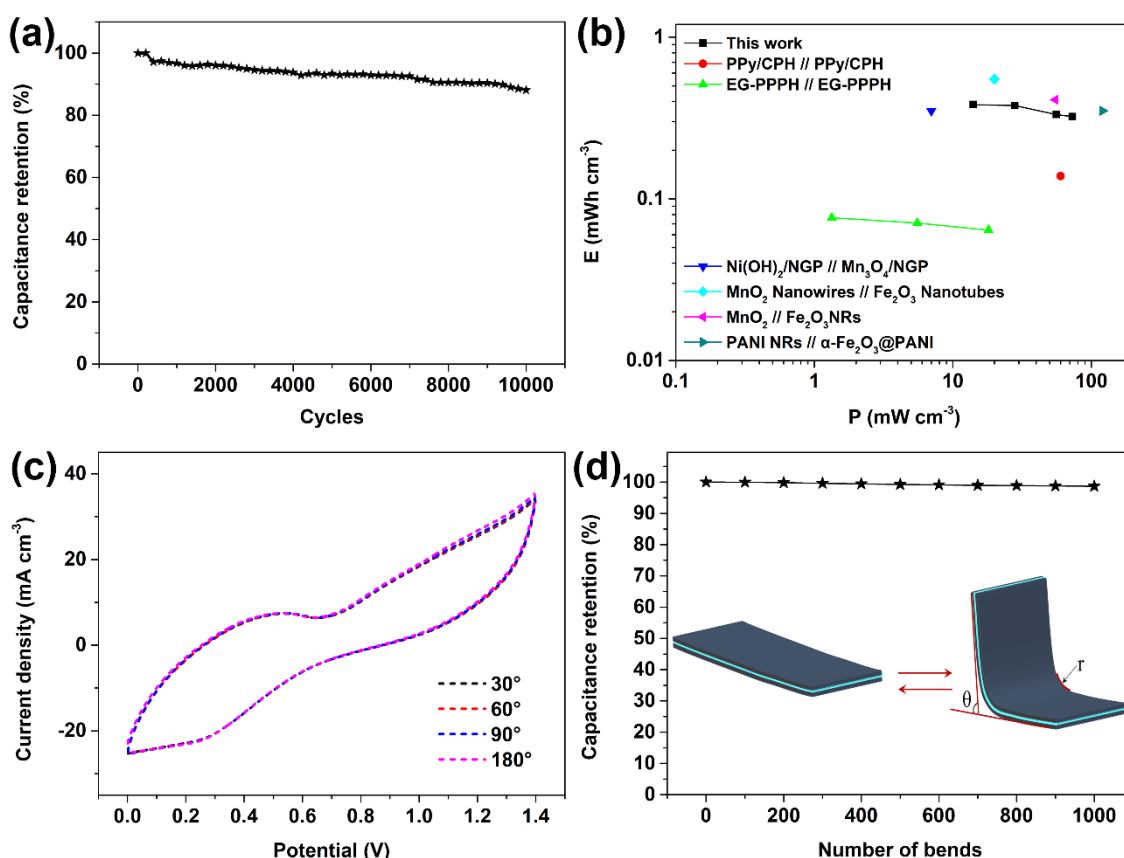 (a)
Capacitance retention (%)
100
80
60
40
20
0
0 2000 4000 6000 8000 10000
Cycles
(b)
E (mWh cm⁻³)
1
0.1
0.01
This work
PPy/CPH // PPy/CPH
EG-PPPH // EG-PPPH
Ni(OH)₂/NGP // Mn₃O₄/NGP
MnO₂ Nanowires // Fe₂O₃ Nanotubes
MnO₂ // Fe₂O₃NRs
PANI NRs // α-Fe₂O₃@PANI
0.1 1 10 100
P (mW cm⁻³)
(c)
Current density (mA cm⁻³)
40
20
0
-20
30°
60°
90°
180°
0.0 0.2 0.4 0.6 0.8 1.0 1.2 1.4
Potential (V)
(d)
Capacitance retention (%)
100
90
80
70
60
50
40
30
20
10
0
r
θ
0 200 400 600 800 1000
Number of bends